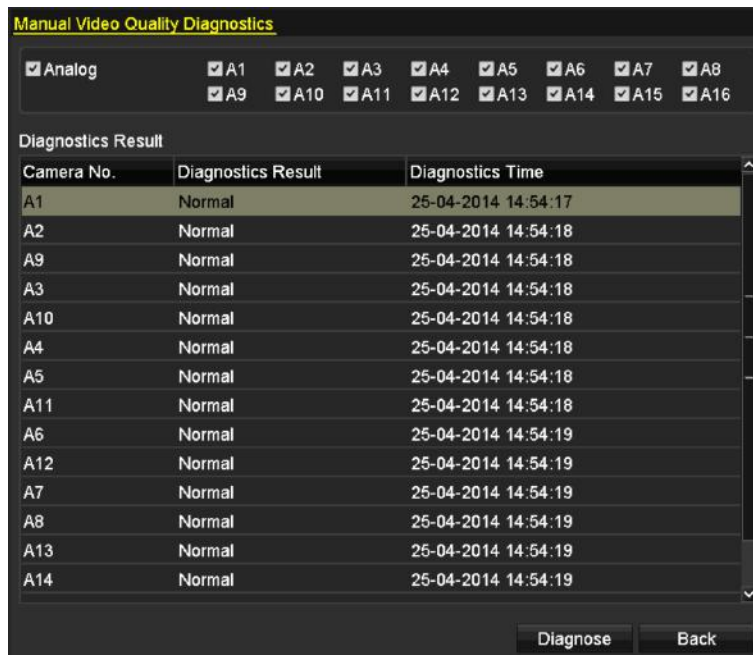 Manual Video Quality Diagnostics
Analog A1 A2 A3 A4 A5 A6 A7 A8
A9 A10 A11 A12 A13 A14 A15 A16
Diagnostics Result
Camera No. Diagnostics Result Diagnostics Time
A1 Normal 25-04-2014 14:54:17
A2 Normal 25-04-2014 14:54:18
A9 Normal 25-04-2014 14:54:18
A3 Normal 25-04-2014 14:54:18
A10 Normal 25-04-2014 14:54:18
A4 Normal 25-04-2014 14:54:18
A5 Normal 25-04-2014 14:54:18
A11 Normal 25-04-2014 14:54:18
A6 Normal 25-04-2014 14:54:19
A12 Normal 25-04-2014 14:54:19
A7 Normal 25-04-2014 14:54:19
A8 Normal 25-04-2014 14:54:19
A13 Normal 25-04-2014 14:54:19
A14 Normal 25-04-2014 14:54:19
Diagnose Back